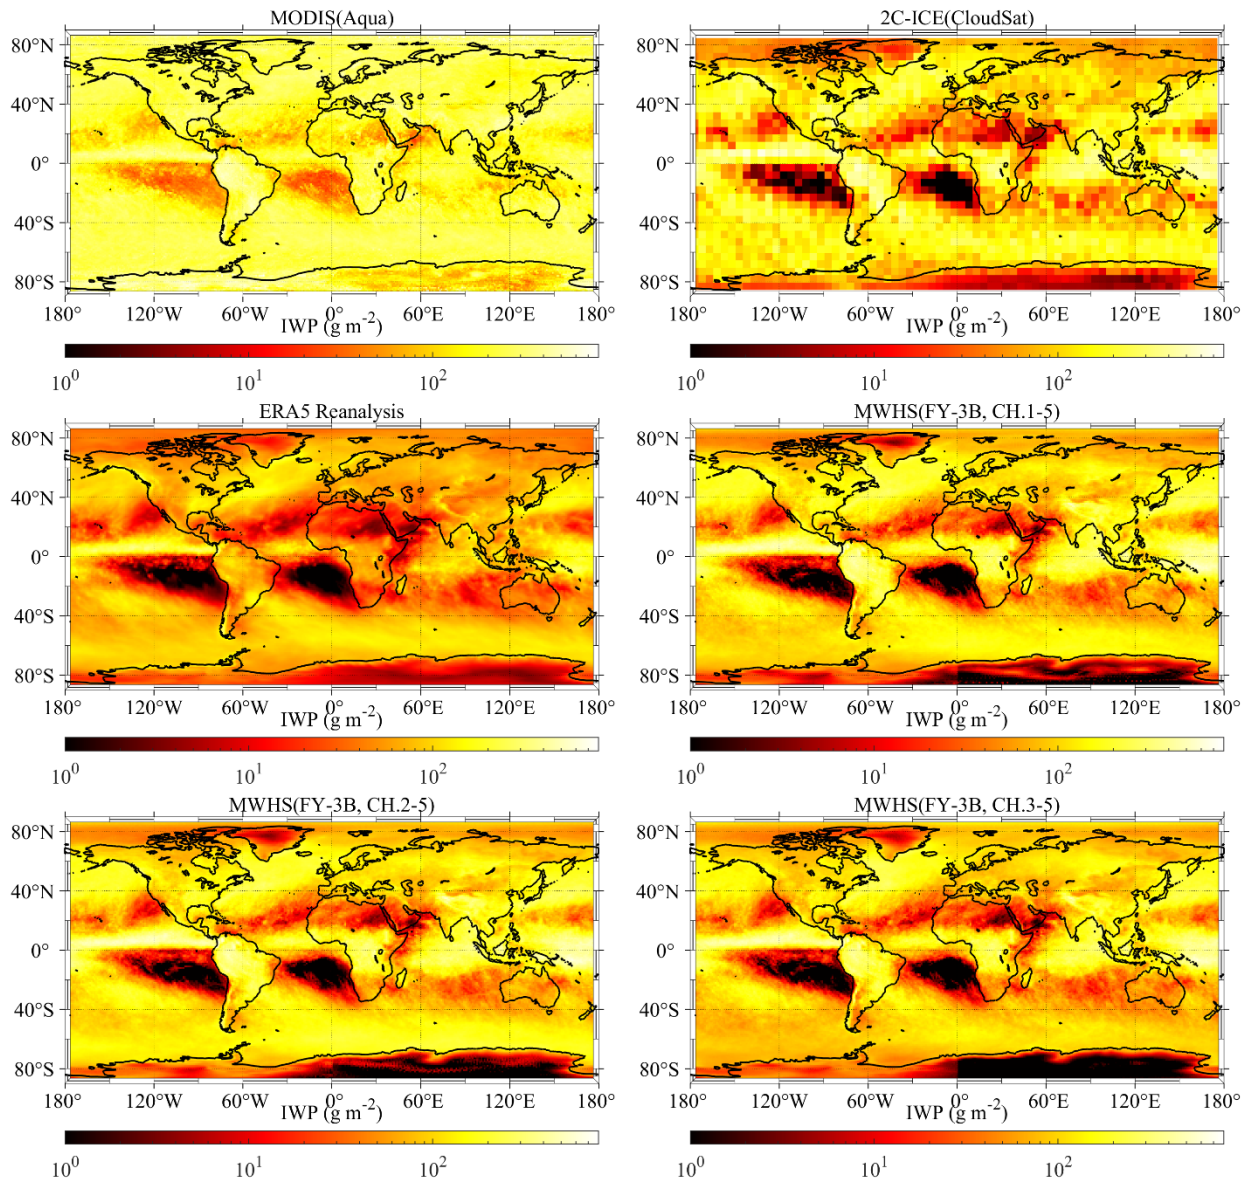 MODIS(Aqua)
80°N
40°N
0°
40°S
80°S
180° 120°W 60°W 0° 60°E 120°E 180°
IWP (g m⁻²)
10⁰ 10¹ 10²
2C-ICE(CloudSat)
80°N
40°N
0°
40°S
80°S
180° 120°W 60°W 0° 60°E 120°E 180°
IWP (g m⁻²)
10⁰ 10¹ 10²
ERA5 Reanalysis
80°N
40°N
0°
40°S
80°S
180° 120°W 60°W 0° 60°E 120°E 180°
IWP (g m⁻²)
10⁰ 10¹ 10²
MWHS(FY-3B, CH.1-5)
80°N
40°N
0°
40°S
80°S
180° 120°W 60°W 0° 60°E 120°E 180°
IWP (g m⁻²)
10⁰ 10¹ 10²
MWHS(FY-3B, CH.2-5)
80°N
40°N
0°
40°S
80°S
180° 120°W 60°W 0° 60°E 120°E 180°
IWP (g m⁻²)
10⁰ 10¹ 10²
MWHS(FY-3B, CH.3-5)
80°N
40°N
0°
40°S
80°S
180° 120°W 60°W 0° 60°E 120°E 180°
IWP (g m⁻²)
10⁰ 10¹ 10²